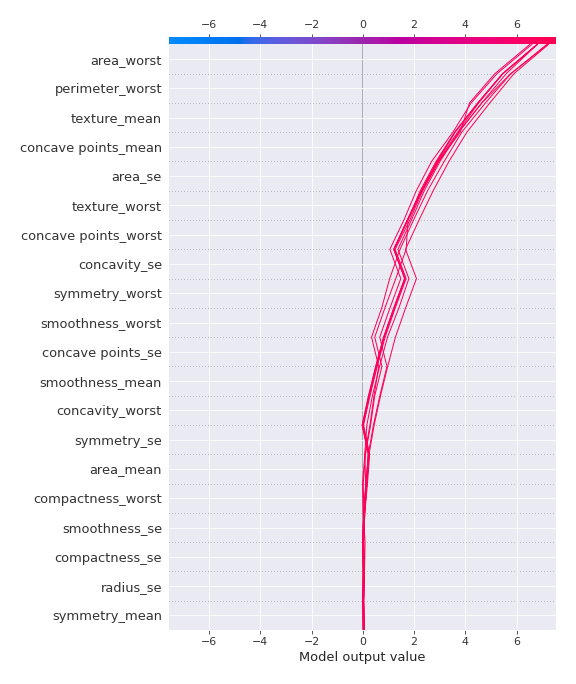 −6 −4 −2 0 2 4 6
area_worst
perimeter_worst
texture_mean
concave points_mean
area_se
texture_worst
concave points_worst
concavity_se
symmetry_worst
smoothness_worst
concave points_se
smoothness_mean
concavity_worst
symmetry_se
area_mean
compactness_worst
smoothness_se
compactness_se
radius_se
symmetry_mean
−6 −4 −2 0 2 4 6
Model output value